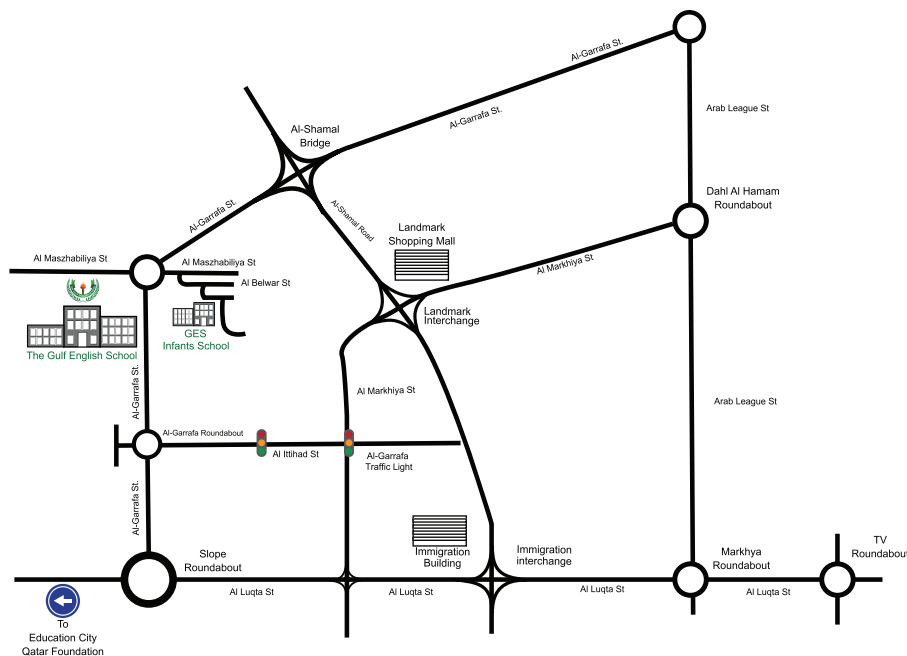 Al-Garrafa St.
Arab League St
Al-Garrafa St.
Al-Shamal
Bridge
Dahl Al Hamam
Roundabout
Al-Garrafa St.
Al-Shamal Road
Landmark
Shopping Mall
Al Maszhabiliya St
Al Maszhabiliya St
Al Markhiya St
Al Belwar St
Landmark
Interchange
GES
Infants School
The Gulf English School
Al-Garrafa St.
Al Markhiya St
Arab League St
Al-Garrafa Roundabout
Al Ittihad St
Al-Garrafa
Traffic Light
Al-Garrafa St.
Slope
Roundabout
Immigration
Building
Immigration
interchange
Markhya
Roundabout
TV
Roundabout
Al Luqta St
Al Luqta St
Al Luqta St
Al Luqta St
To
Education City
Qatar Foundation